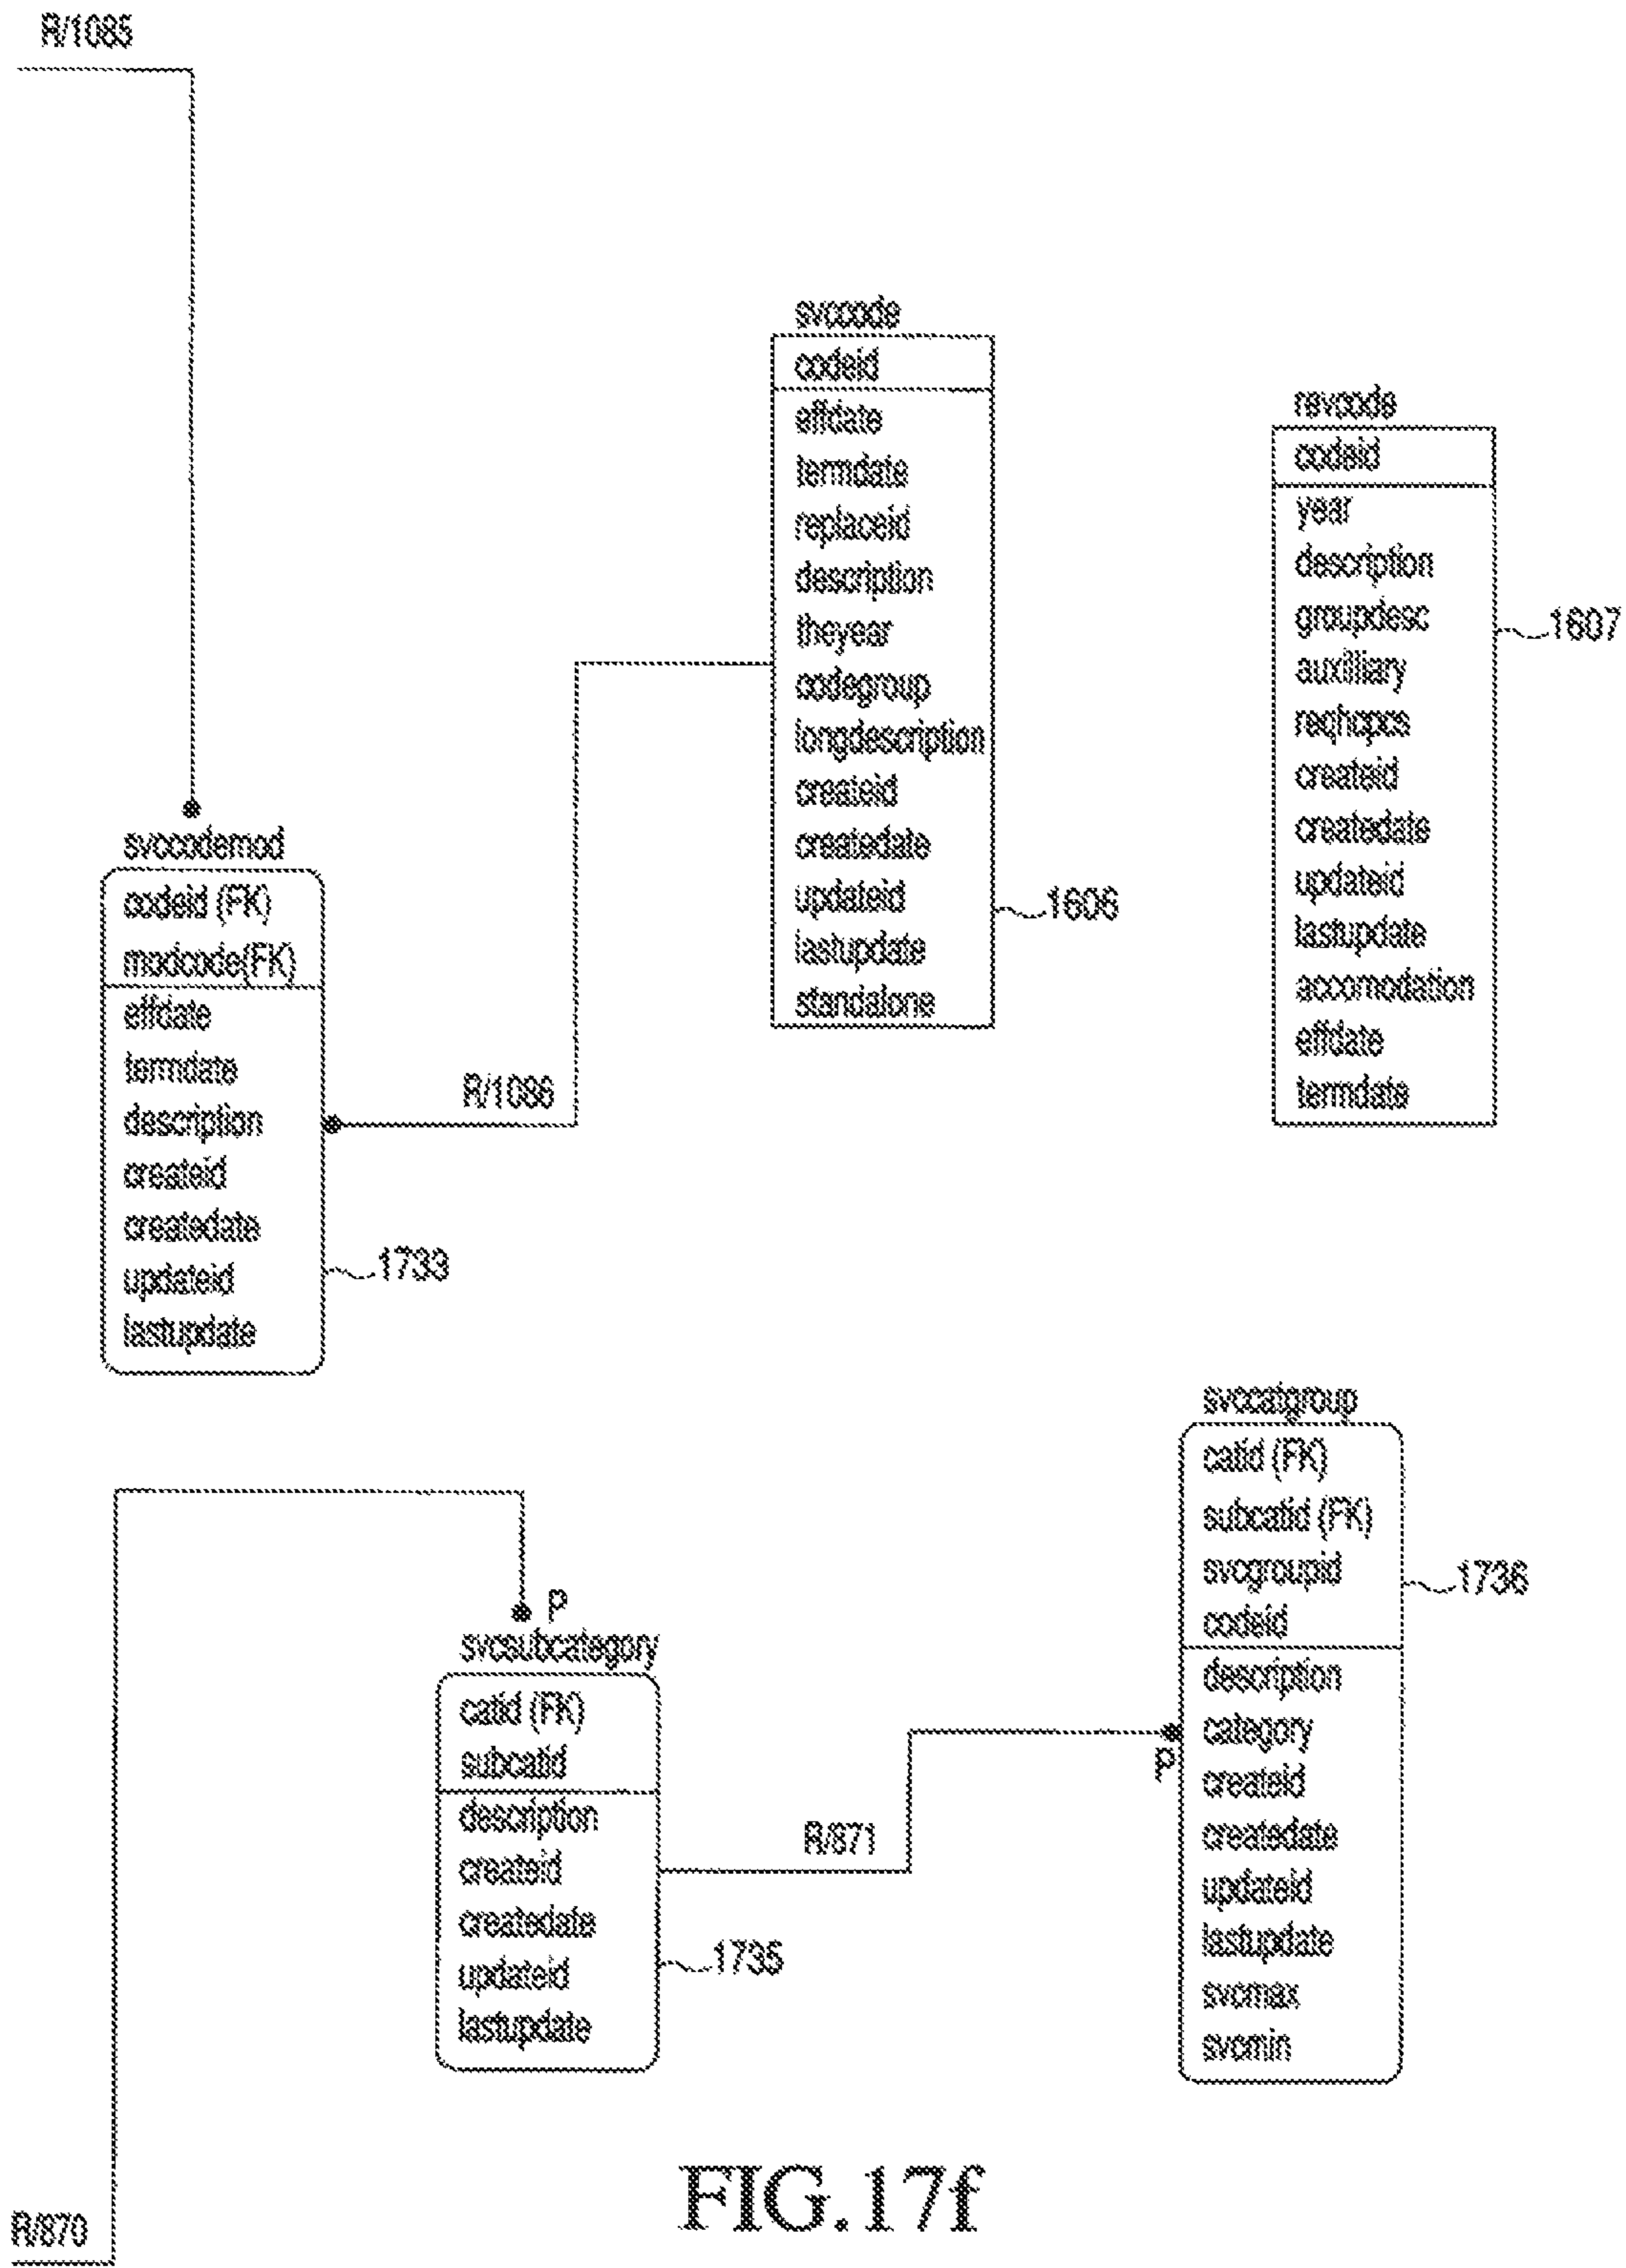 R/1085
svccode
codeid
effdate
termdate
replaceid
description
theyear
codegroup
longdescription
createid
createdate
updateid
lastupdate
standalone
1606
revcode
codeid
year
description
groupdesc
auxilliary
reqhcpcs
createid
createdate
updateid
lastupdate
accomodation
effdate
termdate
1607
svccodemod
codeid (FK)
modcode(FK)
effdate
termdate
description
createid
createdate
updateid
lastupdate
1733
R/1086
svccatgroup
catid (FK)
subcatid (FK)
svcgroupid
codeid
description
category
createid
createdate
updateid
lastupdate
svcmax
svcmin
1736
P
P
svcsubcategory
catid (FK)
subcatid
description
createid
createdate
updateid
lastupdate
1735
R/871
R/870
FIG.17f